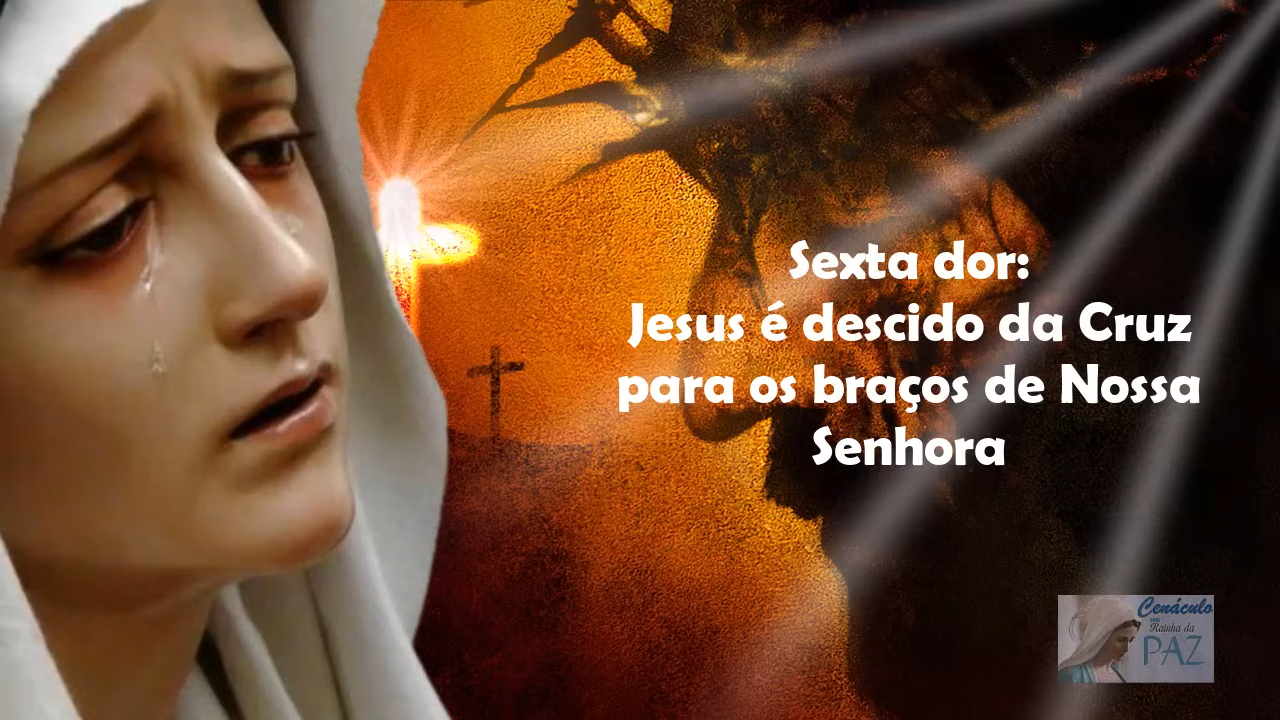 Sexta dor:
Jesus é descido da Cruz
para os braços de Nossa
Senhora
Cenáculo
Rainha da
PAZ